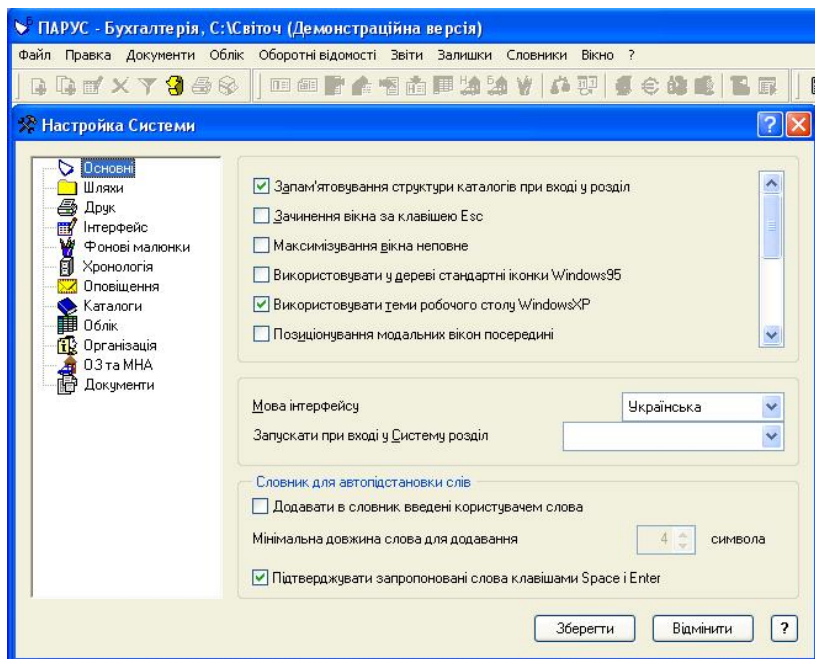 ПАРУС - Бухгалтерія, С:\Світоч (Демонстраційна версія)
Файл Правка Документи Облік Оборотні відомості Звіти Залишки Словники Вікно ?
Настройка Системи
Основні
Шляхи
Друк
Інтерфейс
Фонові малюнки
Хронологія
Оповіщення
Каталоги
Облік
Організація
ОЗ та МНА
Документи
Запам'ятовування структури каталогів при вході у розділ
Зачинення вікна за клавішею Esc
Максимізування вікна неповне
Використовувати у дереві стандартні іконки Windows95
Використовувати теми робочого столу WindowsXP
Позиціонування модальних вікон посередині
Мова інтерфейсу Українська
Запускати при вході у Систему розділ
Словник для автопідстановки слів
Додавати в словник введені користувачем слова
Мінімальна довжина слова для додавання 4 символа
Підтверджувати запропоновані слова клавішами Space і Enter
Зберегти Відмінити ?